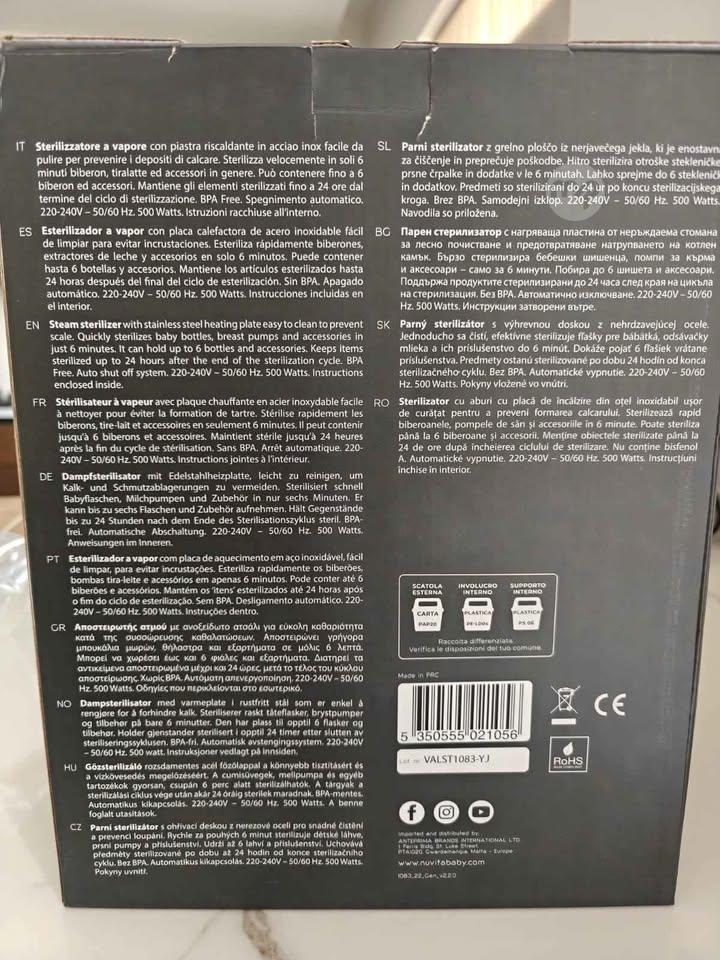 IT Sterilizzatore a vapore con piastra riscaldante in acciao inox facile da
pulire per prevenire i depositi di calcare. Sterilizza velocemente in soli 6
minuti biberon, tiralatte ed accessori in genere. Può contenere fino a 6
biberon ed accessori. Mantiene gli elementi sterilizzati fino a 24 ore dal
termine del ciclo di sterilizzazione. BPA Free. Spegnimento automatico.
220-240V – 50/60 Hz. 500 Watts. Istruzioni racchiuse all'interno.
ES Esterilizador a vapor con placa calefactora de acero inoxidable fácil
de limpiar para evitar incrustaciones. Esteriliza rápidamente biberones,
extractores de leche y accesorios en solo 6 minutos. Puede contener
hasta 6 botellas y accesorios. Mantiene los artículos esterilizados hasta
24 horas después del final del ciclo de esterilización. Sin BPA. Apagado
automático. 220-240V – 50/60 Hz. 500 Watts. Instrucciones incluidas en
el interior.
EN Steam sterilizer with stainless steel heating plate easy to clean to prevent
scale. Quickly sterilizes baby bottles, breast pumps and accessories in
just 6 minutes. It can hold up to 6 bottles and accessories. Keeps items
sterilized up to 24 hours after the end of the sterilization cycle. BPA
Free. Auto shut off system. 220-240V – 50/60 Hz. 500 Watts. Instructions
enclosed inside.
FR Stérilisateur à vapeur avec plaque chauffante en acier inoxydable facile
à nettoyer pour éviter la formation de tartre. Stérilise rapidement les
biberons, tire-lait et accessoires en seulement 6 minutes. Il peut contenir
jusqu'à 6 biberons et accessoires. Maintient stérile jusqu'à 24 heures
après la fin du cycle de stérilisation. Sans BPA. Arrêt automatique. 220-
240V – 50/60 Hz. 500 Watts. Instructions jointes à l'intérieur.
DE Dampfsterilisator mit Edelstahlheizplatte, leicht zu reinigen, um
Kalk- und Schmutzablagerungen zu vermeiden. Sterilisiert schnell
Babyflaschen, Milchpumpen und Zubehör in nur sechs Minuten. Er
kann bis zu sechs Flaschen und Zubehör aufnehmen. Hält Gegenstände
bis zu 24 Stunden nach dem Ende des Sterilisationszyklus steril. BPA-
frei. Automatische Abschaltung. 220-240V – 50/60 Hz. 500 Watts.
Anweisungen im Inneren.
PT Esterilizador a vapor com placa de aquecimento em aço inoxidável, fácil
de limpar, para evitar incrustações. Esteriliza rapidamente os biberões,
bombas tira-leite e acessórios em apenas 6 minutos. Pode conter até 6
biberões e acessórios. Mantém os 'itens' esterilizados até 24 horas após
o fim do ciclo de esterilização. Sem BPA. Desligamento automático. 220-
240V – 50/60 Hz. 500 Watts. Instruções dentro.
GR Αποστειρωτής ατμού με ανοξείδωτο ατσάλι για εύκολη καθαριότητα
κατά της συσσώρευσης καθαλατώσεων. Αποστειρώνει γρήγορα
μπουκάλια μωρών, θήλαστρα και εξαρτήματα σε μόλις 6 λεπτά.
Μπορεί να χωρέσει έως και 6 φιάλες και εξαρτήματα. Διατηρεί τα
αντικείμενα αποστειρωμένα μέχρι και 24 ώρες, μετά το τέλος του κύκλου
αποστείρωσης. Χωρίς BPA. Αυτόματη απενεργοποίηση. 220-240V – 50/60
Hz. 500 Watts. Οδηγίες που περικλείονται στο εσωτερικό.
NO Dampsterilisator med varmeplate i rustfritt stål som er enkel å
rengjøre for å forhindre kalk. Steriliserer raskt tåteflasker, brystpumper
og tilbehør på bare 6 minutter. Den har plass til opptil 6 flasker og
tilbehør. Holder gjenstander sterilisert i opptil 24 timer etter slutten av
steriliseringssyklusen. BPA-fri. Automatisk avstengingssystem. 220-240V
– 50/60 Hz. 500 watt. Instruksjoner vedlagt på innsiden.
HU Gőzsterilizáló rozsdamentes acél főzőlappal a könnyebb tisztításért és
a vízkövesedés megelőzéséért. A cumisüvegek, mellpumpa és egyéb
tartozékok gyorsan, csupán 6 perc alatt sterilizálhatók. A tárgyak a
sterilizálási ciklus vége után akár 24 óráig sterilek maradnak. BPA-mentes.
Automatikus kikapcsolás. 220-240V – 50/60 Hz. 500 Watts. A benne
foglalt utasítások.
CZ Parní sterilizátor s ohřívací deskou z nerezové oceli pro snadné čistění
a prevenci loupání. Rychle za pouhých 6 minut sterilizuje dětské láhve,
prsní pumpy a příslušenství. Udrží až 6 lahví a příslušenství. Uchovává
předměty sterilizované po dobu až 24 hodin od konce sterilizačního
cyklu. Bez BPA. Automatikus kikapcsolás. 220-240V – 50/60 Hz. 500 Watts.
Pokyny uvnitř.
SL Parni sterilizator z grelno ploščo iz nerjavečega jekla, ki je enostavna
za čiščenje in preprečuje poškodbe. Hitro sterilizira otroške stekleničke
prsne črpalke in dodatke v le 6 minutah. Lahko sprejme do 6 stekleničk
in dodatkov. Predmeti so sterilizirani do 24 ur po koncu sterilizacijskega
kroga. Brez BPA. Samodejni izklop. 220-240V – 50/60 Hz. 500 Watts.
Navodila so priložena.
BG Парен стерилизатор с нагряваща пластина от неръждаема стомана
за лесно почистване и предотвратяване натрупването на котлен
камък. Бързо стерилизира бебешки шишенца, помпи за кърма
и аксесоари – само за 6 минути. Побира до 6 шишета и аксесоари.
Поддържа продуктите стерилизирани до 24 часа след края на цикъла
на стерилизация. Без BPA. Автоматично изключване. 220-240V – 50/60
Hz. 500 Watts. Инструкции затворени вътре.
SK Parný sterilizátor s výhrevnou doskou z nehrdzavejúcej ocele.
Jednoducho sa čistí, efektívne sterilizuje fľašky pre bábätká, odsávačky
mlieka a ich príslušenstvo do 6 minút. Dokáže pojať 6 fľašiek vrátane
príslušenstva. Predmety ostanú sterilizované po dobu 24 hodín od konce
sterilizačného cyklu. Bez BPA. Automatické vypnutie. 220-240V – 50/60
Hz. 500 Watts. Pokyny vložené vo vnútri.
RO Sterilizator cu aburi cu placă de încălzire din oțel inoxidabil ușor
de curățat pentru a preveni formarea calcarului. Sterilizează rapid
biberoanele, pompele de sân și accesoriile în 6 minute. Poate steriliza
până la 6 biberoane și accesorii. Menține obiectele sterilizate până la
24 de ore după încheierea ciclului de sterilizare. Nu conține bisfenol
A. Automatické vypnutie. 220-240V – 50/60 Hz. 500 Watts. Instrucțiuni
închise în interior.
SCATOLA ESTERNA
CARTA
PAP20
INVOLUCRO INTERNO
PLASTICA
PE-LD04
SUPPORTO INTERNO
PLASTICA
PS 06
Raccolta differenziata.
Verifica le disposizioni del tuo comune.
Made in PRC
5 350555 021056
Lot nr. VALST1083-YJ
CE
RoHS
Imported and distributed by:
ANTEPRIMA BRANDS INTERNATIONAL LTD.
1 Fairis Bldg, St. Luke Street
PTA1020, Gwardamangia, Malta - Europe
www.nuvitababy.com
1083_22_Gen_v2.2.0